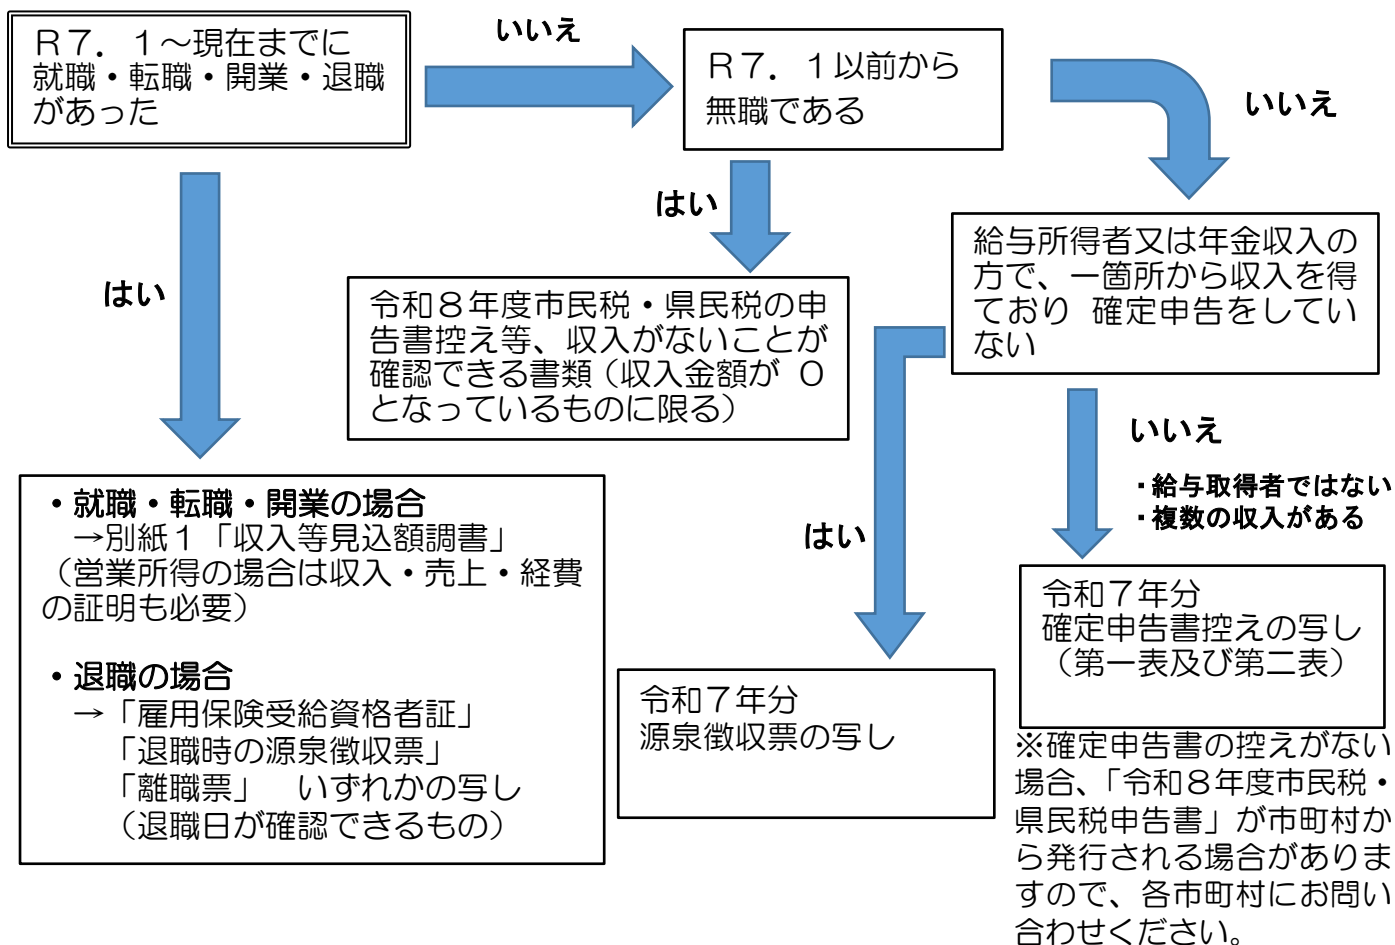 R7.1~現在までに
就職・転職・開業・退職
があった
いいえ
R7.1以前から
無職である
いいえ
はい
はい
令和8年度市民税・県民税の申
告書控え等、収入がないことが
確認できる書類(収入金額が 0
となっているものに限る)
給与所得者又は年金収入の
方で、一箇所から収入を得
ており 確定申告をしてい
ない
いいえ
・給与取得者ではない
・複数の収入がある
はい
・就職・転職・開業の場合
→別紙1「収入等見込額調書」
(営業所得の場合は収入・売上・経費
の証明も必要)
・退職の場合
→「雇用保険受給資格者証」
「退職時の源泉徴収票」
「離職票」 いずれかの写し
(退職日が確認できるもの)
令和7年分
源泉徴収票の写し
令和7年分
確定申告書控えの写し
(第一表及び第二表)
※確定申告書の控えがない
場合、「令和8年度市民税・
県民税申告書」が市町村か
ら発行される場合がありま
すので、各市町村にお問い
合わせください。